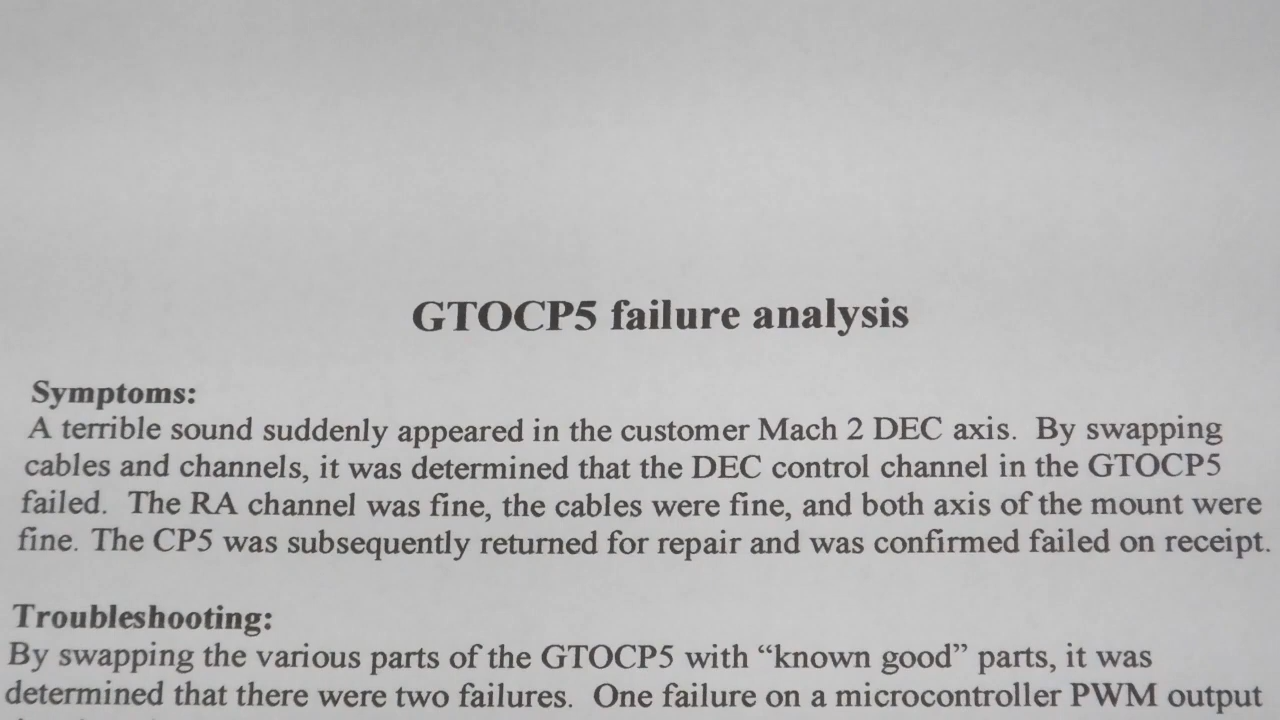 GTOCP5 failure analysis
Symptoms:
A terrible sound suddenly appeared in the customer Mach 2 DEC axis.  By swapping
cables and channels, it was determined that the DEC control channel in the GTOCP5
failed.  The RA channel was fine, the cables were fine, and both axis of the mount were
fine. The CP5 was subsequently returned for repair and was confirmed failed on receipt.
Troubleshooting:
By swapping the various parts of the GTOCP5 with “known good” parts, it was
determined that there were two failures.  One failure on a microcontroller PWM output